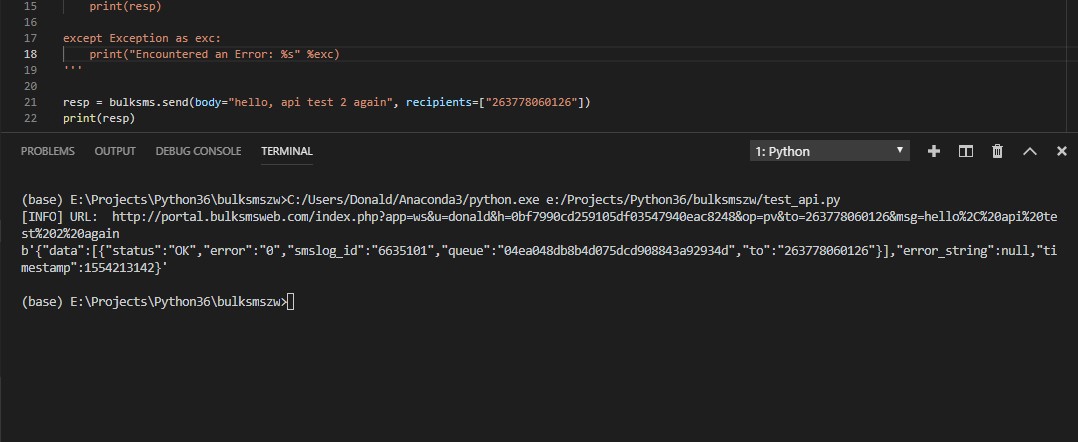 15 print(resp)
16
17 except Exception as exc:
18 print("Encountered an Error: %s" %exc)
19 '''
20
21 resp = bulksms.send(body="hello, api test 2 again", recipients=["263778060126"])
22 print(resp)
PROBLEMS OUTPUT DEBUG CONSOLE TERMINAL 1: Python
(base) E:\Projects\Python36\bulksmszw>C:/Users/Donald/Anaconda3/python.exe e:/Projects/Python36/bulksmszw/test_api.py
[INFO] URL: http://portal.bulksmsweb.com/index.php?app=ws&u=donald&h=0bf7990cd259105df03547940eac8248&op=pv&to=263778060126&msg=hello%2C%20api%20te
st%202%20again
b'{"data":[{"status":"OK","error":"0","smslog_id":"6635101","queue":"04ea048db8b4d075dcd908843a92934d","to":"263778060126"}],"error_string":null,"ti
mestamp":1554213142}'
(base) E:\Projects\Python36\bulksmszw>